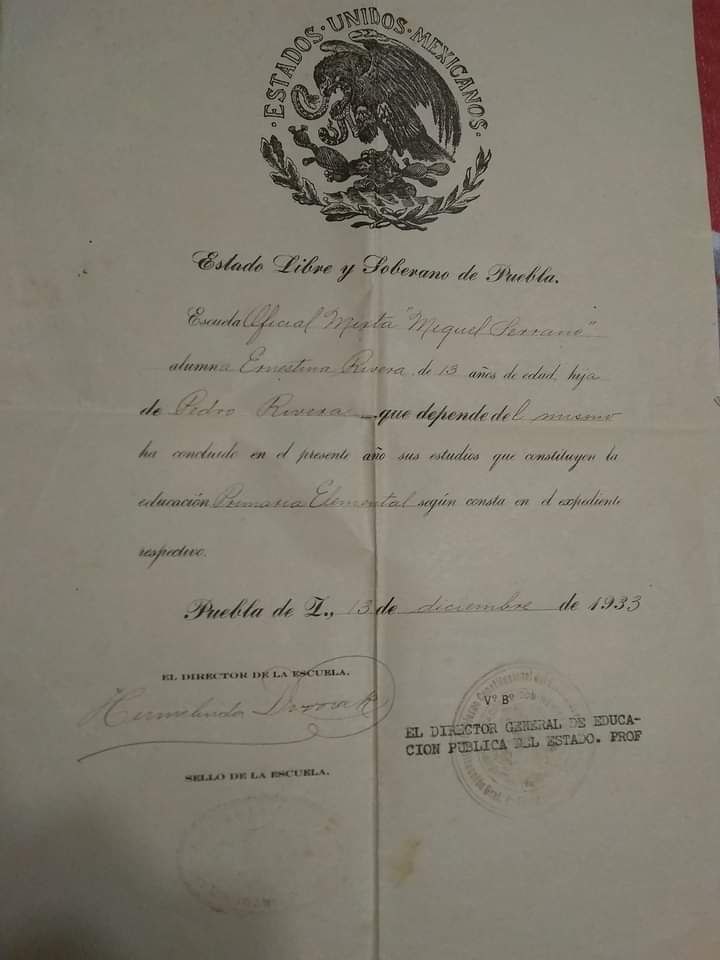 ·ESTADOS·UNIDOS·MEXICANOS·
Estado Libre y Soberano de Puebla.
Escuela Oficial Mixta "Miguel Serrano"
alumna Ernestina Rivera de 13 años de edad, hija
de Pedro Rivera que depende del mismo
ha concluido en el presente año sus estudios que constituyen la
educación Primaria Elemental según consta en el expediente
respectivo.
Puebla de Z., 13 de diciembre de 1933
EL DIRECTOR DE LA ESCUELA.
Vº Bº
EL DIRECTOR GENERAL DE EDUCA-
CION PUBLICA DEL ESTADO. PROF
SELLO DE LA ESCUELA.